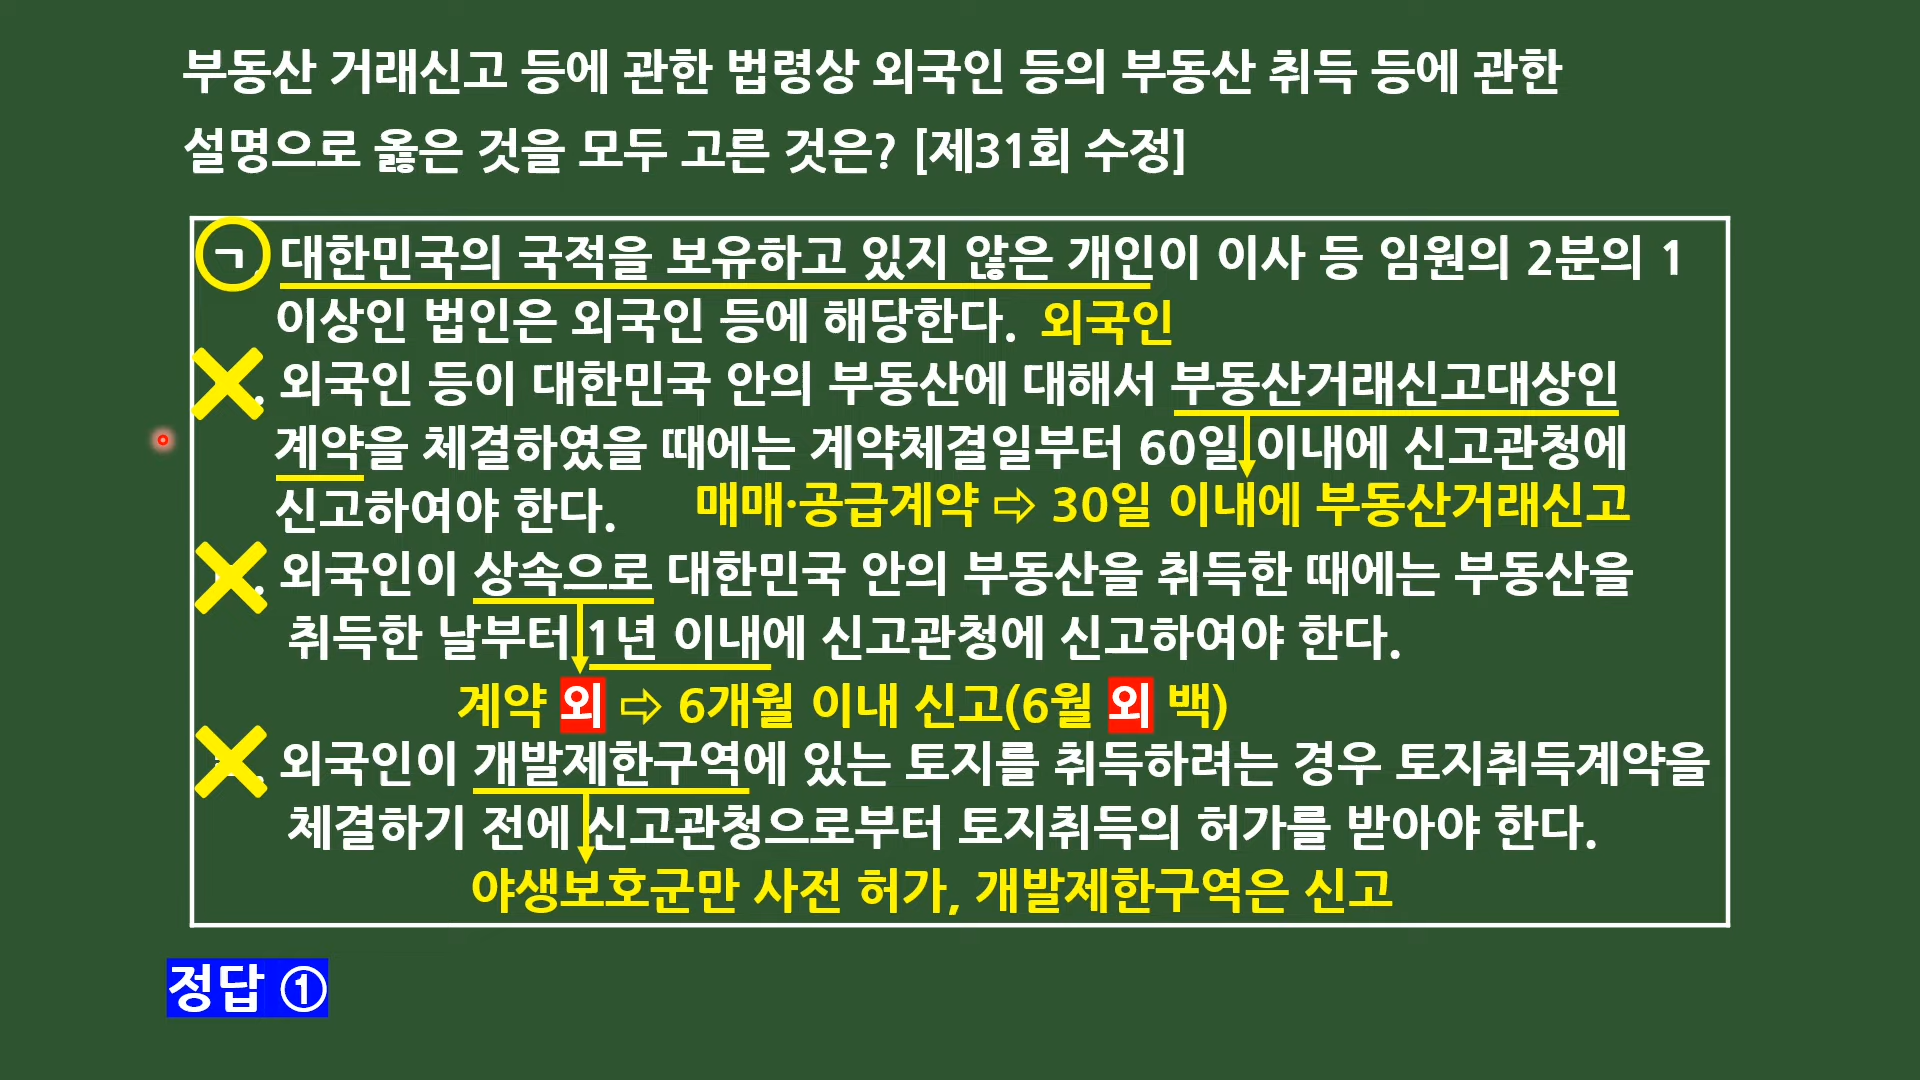 부동산 거래신고 등에 관한 법령상 외국인 등의 부동산 취득 등에 관한
설명으로 옳은 것을 모두 고른 것은? [제31회 수정]
ㄱ. 대한민국의 국적을 보유하고 있지 않은 개인이 이사 등 임원의 2분의 1
이상인 법인은 외국인 등에 해당한다. 외국인
외국인 등이 대한민국 안의 부동산에 대해서 부동산거래신고대상인
계약을 체결하였을 때에는 계약체결일부터 60일 이내에 신고관청에
신고하여야 한다. 매매·공급계약 ⇨ 30일 이내에 부동산거래신고
외국인이 상속으로 대한민국 안의 부동산을 취득한 때에는 부동산을
취득한 날부터 1년 이내에 신고관청에 신고하여야 한다.
계약 외 ⇨ 6개월 이내 신고(6월 외 백)
외국인이 개발제한구역에 있는 토지를 취득하려는 경우 토지취득계약을
체결하기 전에 신고관청으로부터 토지취득의 허가를 받아야 한다.
야생보호군만 사전 허가, 개발제한구역은 신고
정답 ①